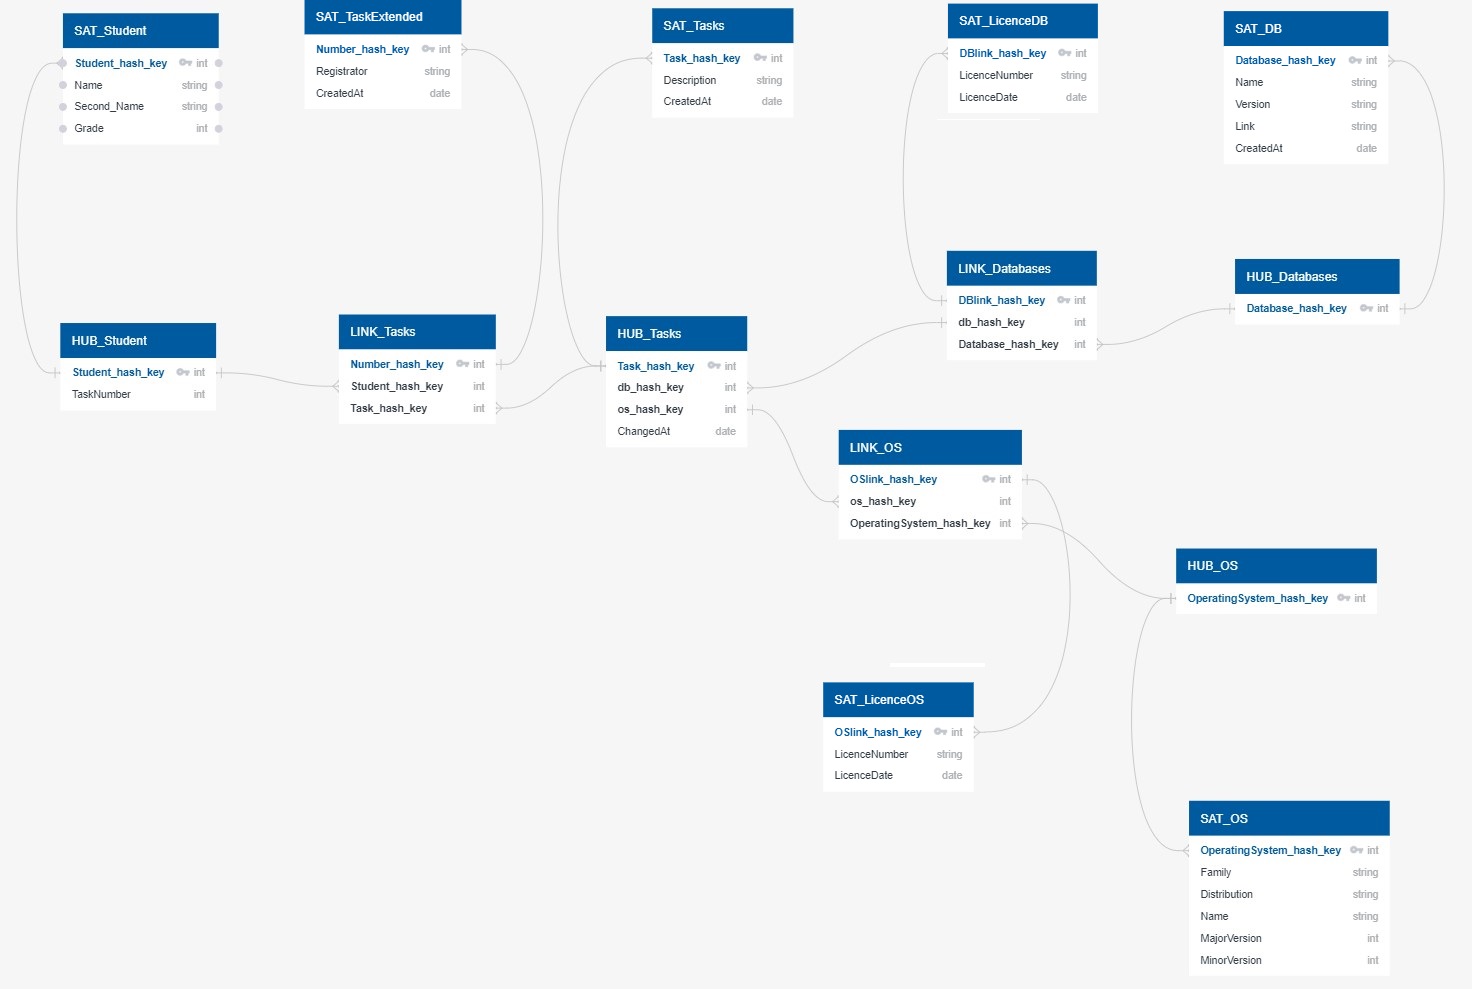 SAT_Student
Student_hash_key int
Name string
Second_Name string
Grade int
SAT_TaskExtended
Number_hash_key int
Registrator string
CreatedAt date
SAT_Tasks
Task_hash_key int
Description string
CreatedAt date
SAT_LicenceDB
DBlink_hash_key int
LicenceNumber string
LicenceDate date
SAT_DB
Database_hash_key int
Name string
Version string
Link string
CreatedAt date
HUB_Student
Student_hash_key int
TaskNumber int
LINK_Tasks
Number_hash_key int
Student_hash_key int
Task_hash_key int
HUB_Tasks
Task_hash_key int
db_hash_key int
os_hash_key int
ChangedAt date
LINK_Databases
DBlink_hash_key int
db_hash_key int
Database_hash_key int
HUB_Databases
Database_hash_key int
LINK_OS
OSlink_hash_key int
os_hash_key int
OperatingSystem_hash_key int
HUB_OS
OperatingSystem_hash_key int
SAT_LicenceOS
OSlink_hash_key int
LicenceNumber string
LicenceDate date
SAT_OS
OperatingSystem_hash_key int
Family string
Distribution string
Name string
MajorVersion int
MinorVersion int